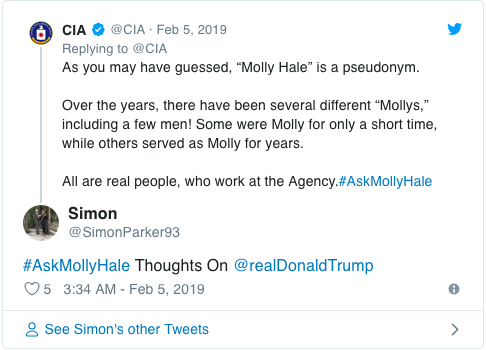 CIA @CIA · Feb 5, 2019
Replying to @CIA
As you may have guessed, “Molly Hale” is a pseudonym.
Over the years, there have been several different “Mollys,”
including a few men! Some were Molly for only a short time,
while others served as Molly for years.
All are real people, who work at the Agency.#AskMollyHale
Simon
@SimonParker93
#AskMollyHale Thoughts On @realDonaldTrump
5 3:34 AM - Feb 5, 2019
See Simon's other Tweets